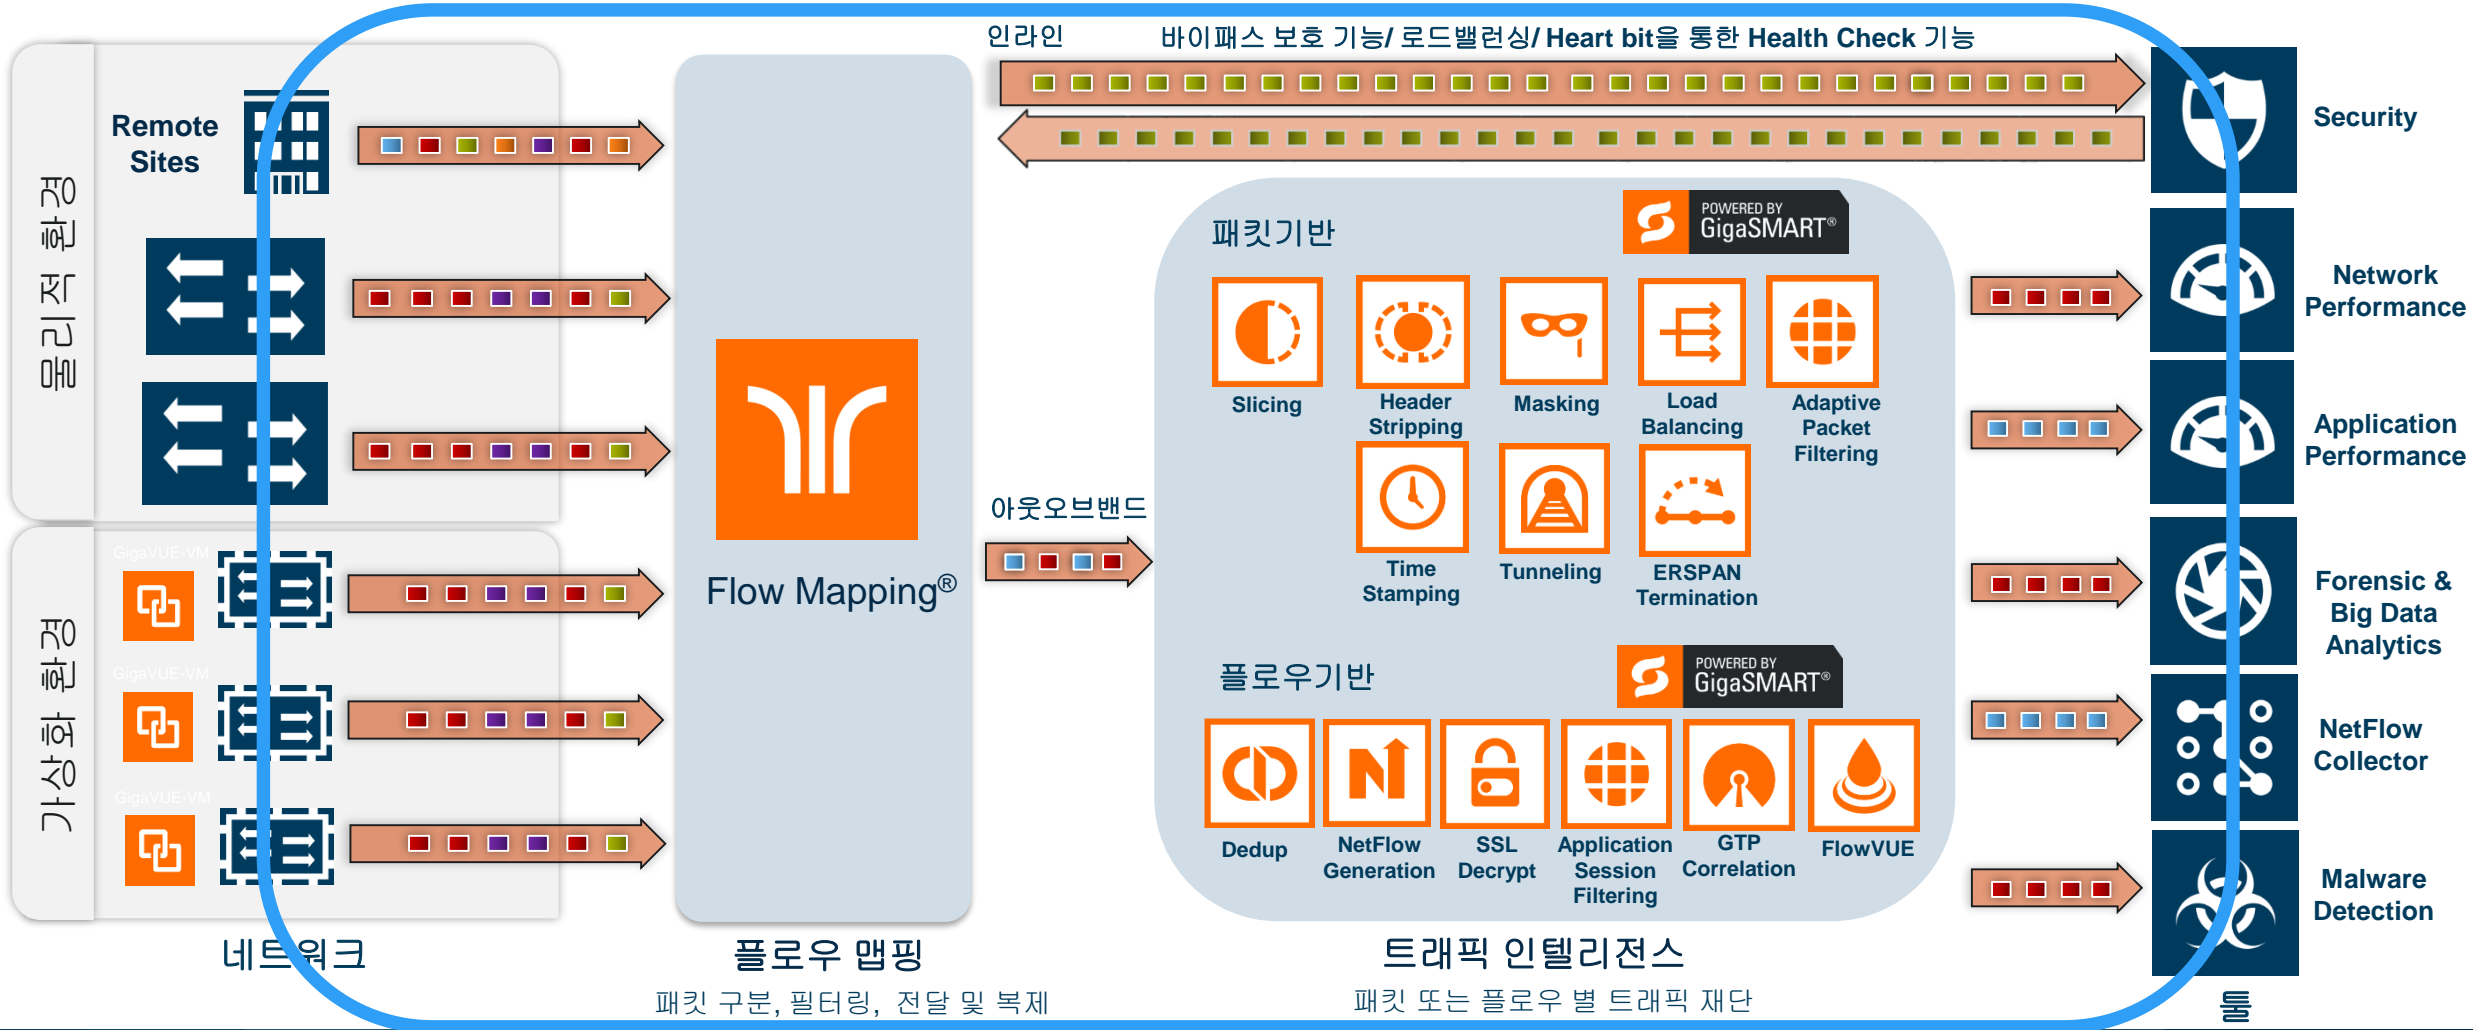 인라인
바이패스 보호 기능/ 로드밸런싱/ Heart bit을 통한 Health Check 기능
물리적 환경
Remote
Sites
가상화 환경
GigaVUE-VM
GigaVUE-VM
GigaVUE-VM
네트워크
Flow Mapping®
플로우 맵핑
패킷 구분, 필터링, 전달 및 복제
아웃오브밴드
패킷기반
POWERED BY
GigaSMART®
Slicing
Header
Stripping
Masking
Load
Balancing
Adaptive
Packet
Filtering
Time
Stamping
Tunneling
ERSPAN
Termination
플로우기반
POWERED BY
GigaSMART®
Dedup
NetFlow
Generation
SSL
Decrypt
Application
Session
Filtering
GTP
Correlation
FlowVUE
트래픽 인텔리전스
패킷 또는 플로우 별 트래픽 재단
Security
Network
Performance
Application
Performance
Forensic &
Big Data
Analytics
NetFlow
Collector
Malware
Detection
툴